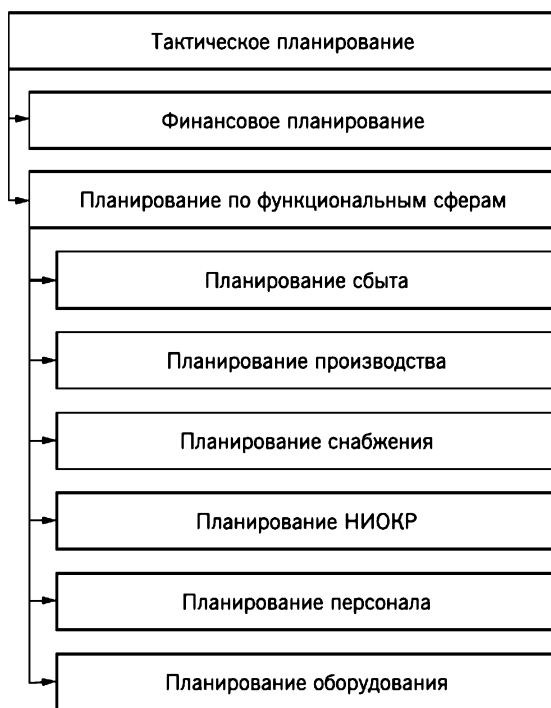 Тактическое планирование
Финансовое планирование
Планирование по функциональным сферам
Планирование сбыта
Планирование производства
Планирование снабжения
Планирование НИОКР
Планирование персонала
Планирование оборудования